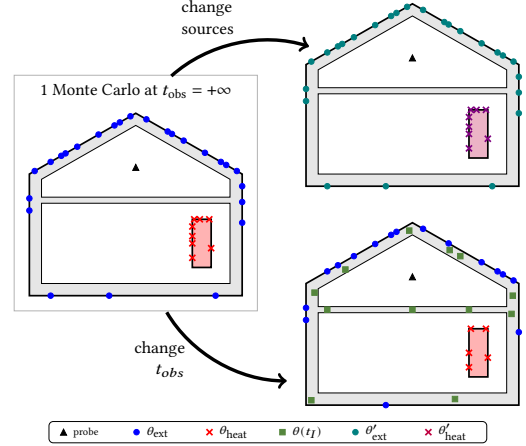 change
sources
1 Monte Carlo at t_obs = +∞
change
t_obs
probe θ_ext θ_heat θ(t_I) θ′_ext θ′_heat